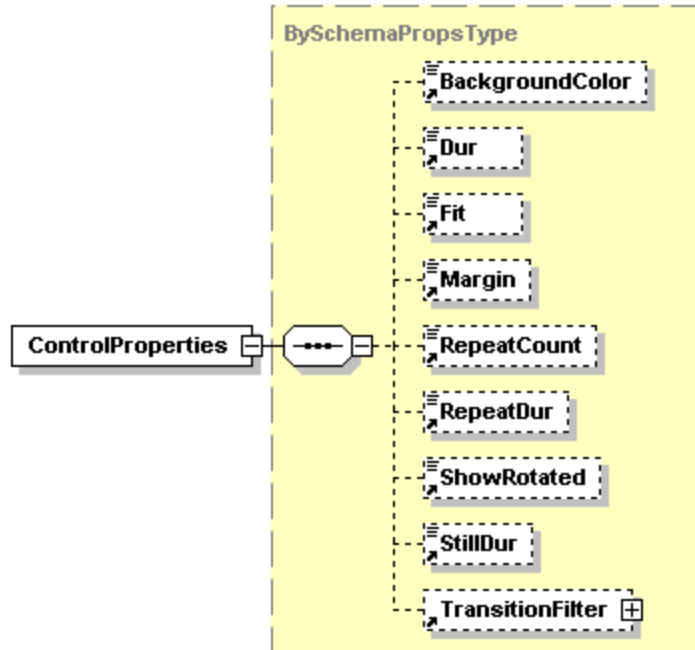 BySchemaPropsType
BackgroundColor
Dur
Fit
Margin
ControlProperties
RepeatCount
RepeatDur
ShowRotated
StillDur
TransitionFilter